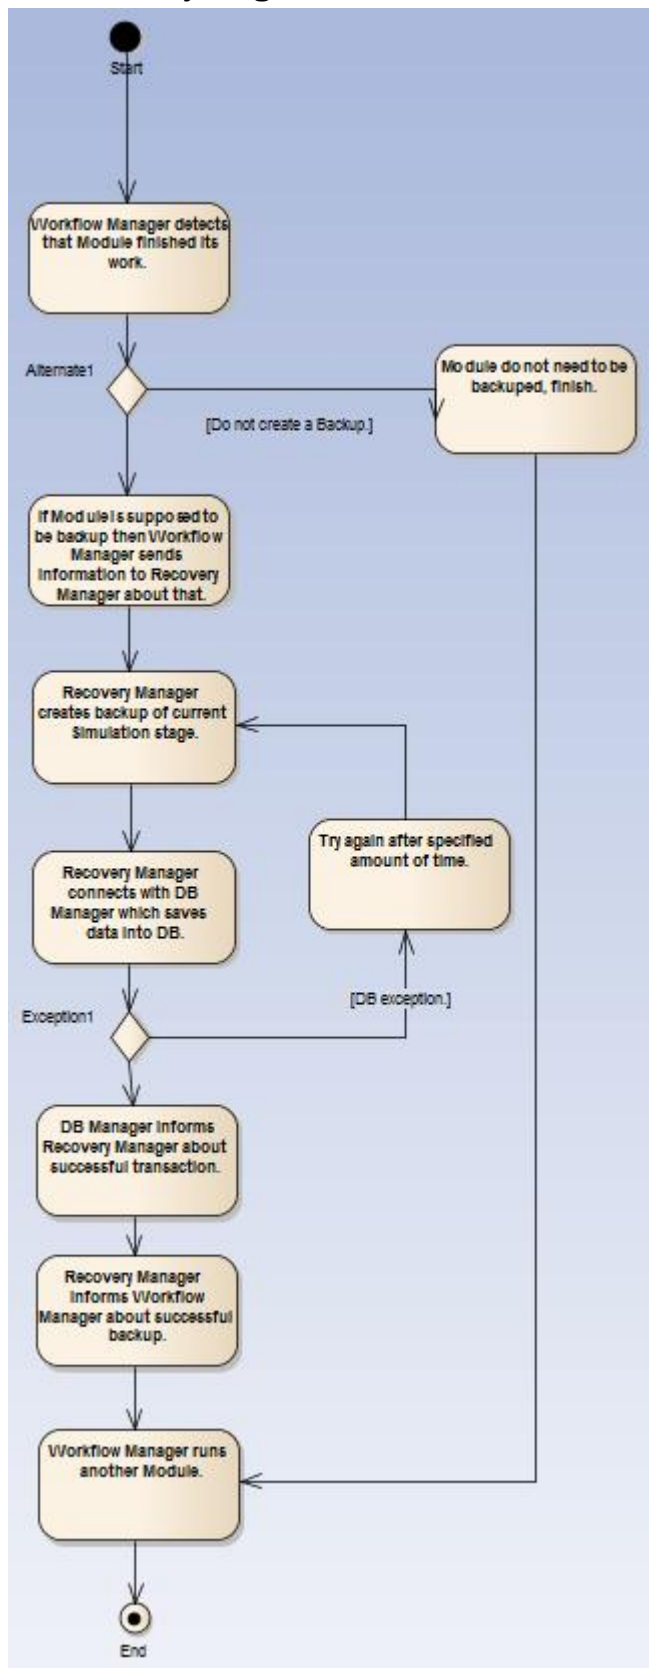 Start
Workflow Manager detects
that Module finished its
work.
Alternate1
[Do not create a Backup.]
Module do not need to be
backuped, finish.
If Module is supposed to
be backup then Workflow
Manager sends
information to Recovery
Manager about that.
Recovery Manager
creates backup of current
Simulation stage.
Try again after specified
amount of time.
Recovery Manager
connects with DB
Manager which saves
data into DB.
[DB exception.]
Exception1
DB Manager informs
Recovery Manager about
successful transaction.
Recovery Manager
informs Workflow
Manager about successful
backup.
Workflow Manager runs
another Module.
End